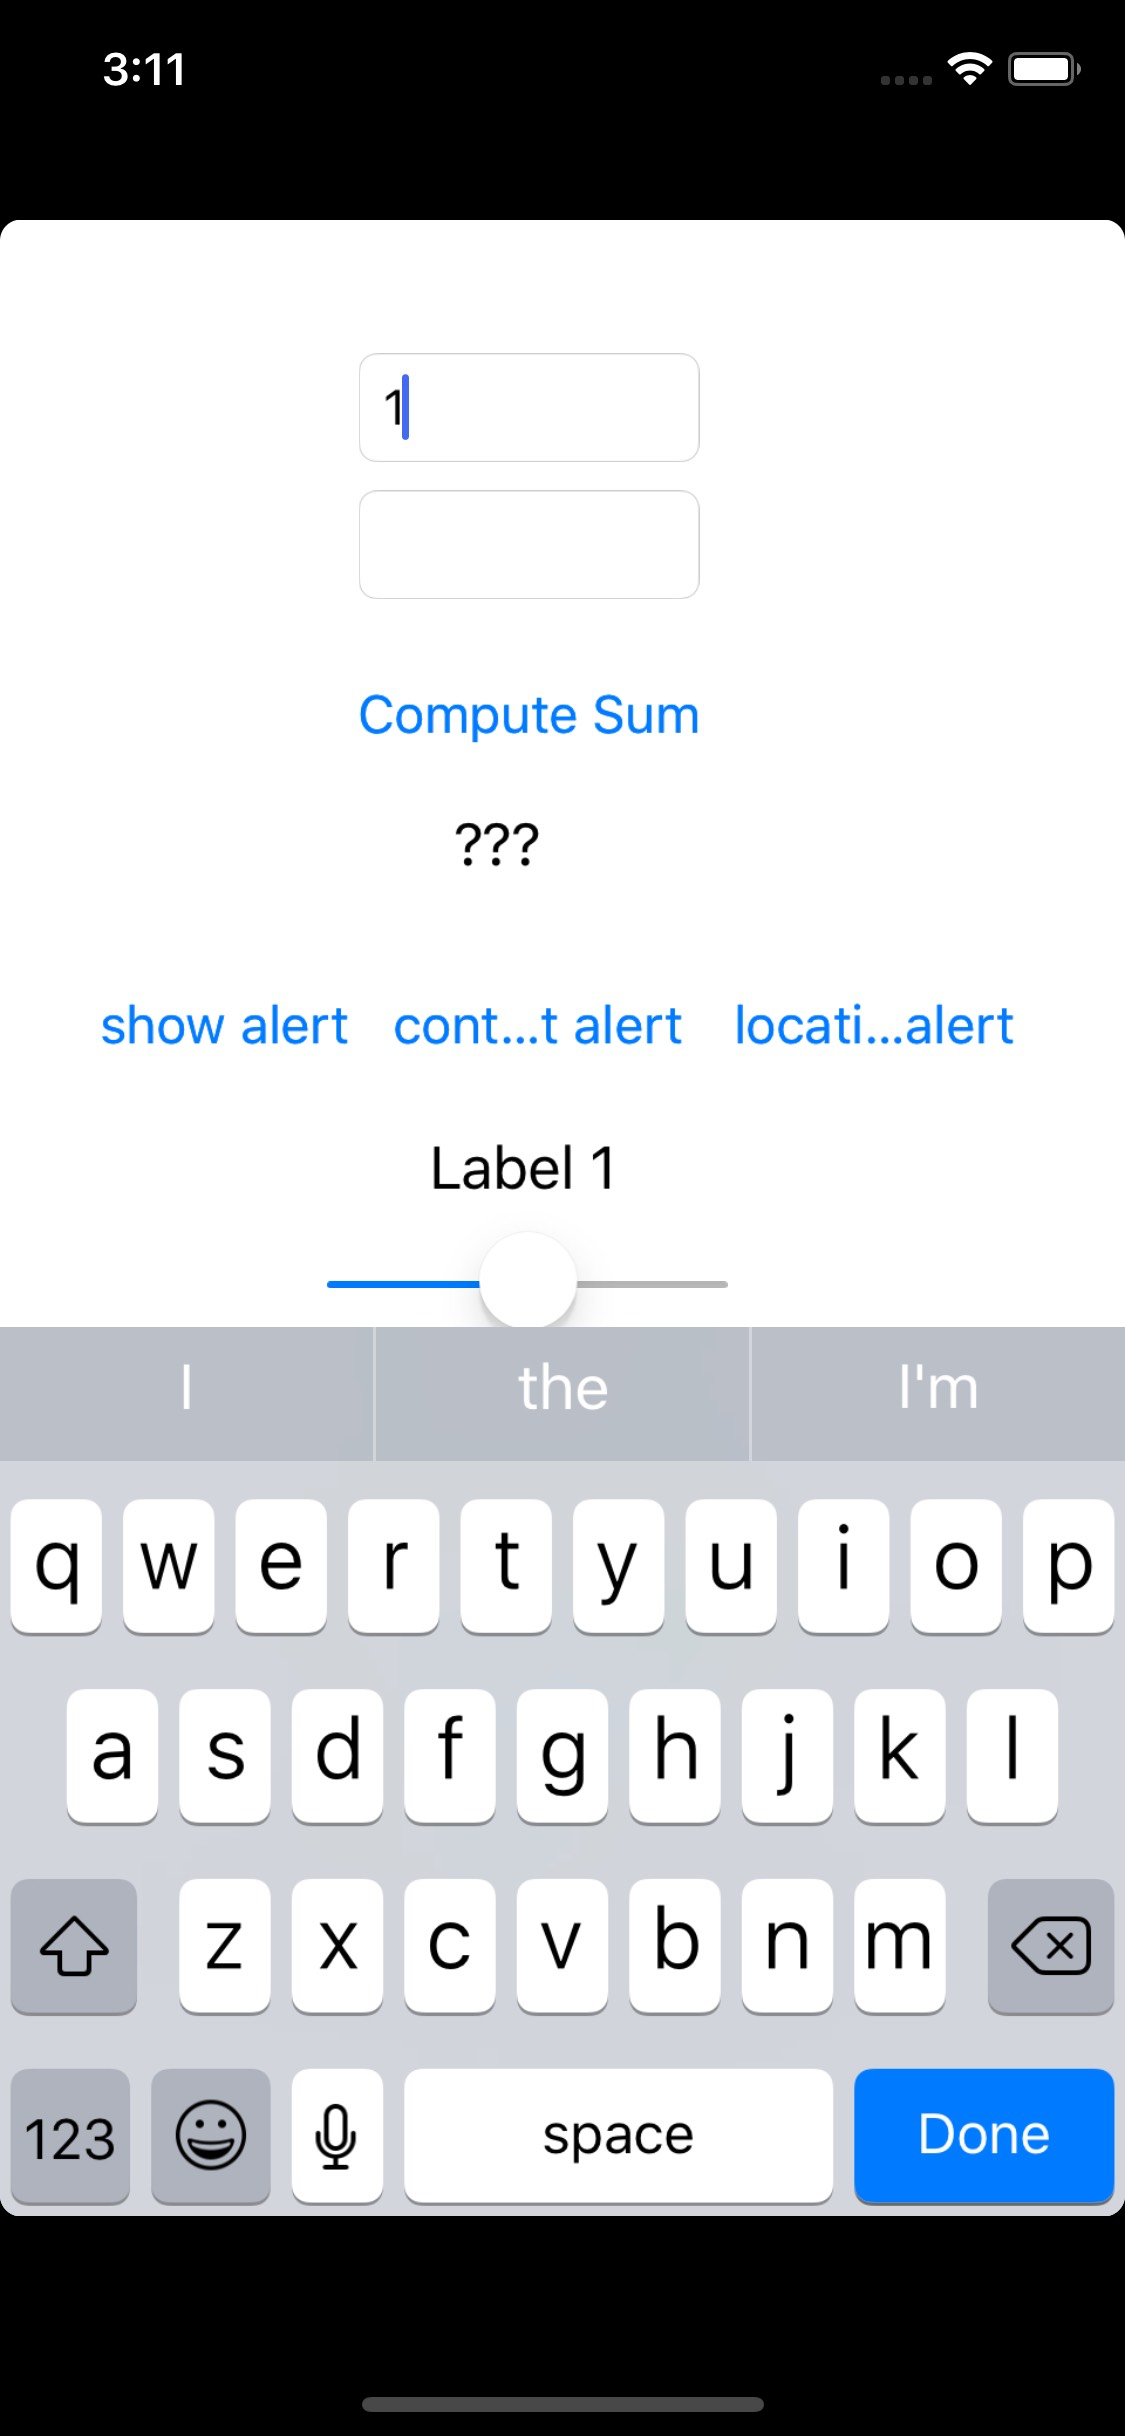 3:11
1
Compute Sum
???
show alert cont...t alert locati...alert
Label 1
I the I'm
q w e r t y u i o p
a s d f g h j k l
z x c v b n m
123 space Done